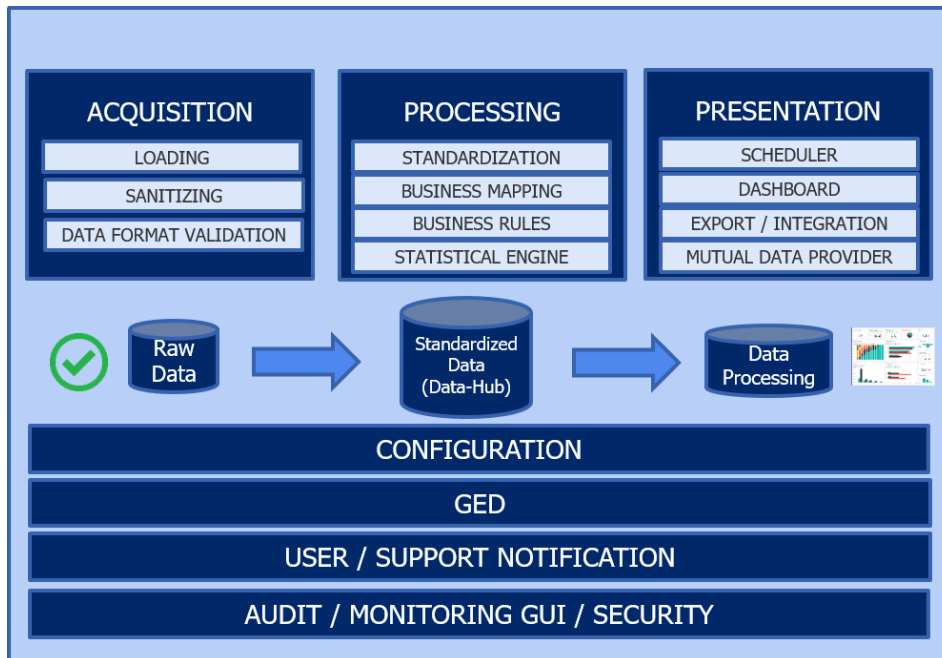 ACQUISITION
LOADING
SANITIZING
DATA FORMAT VALIDATION
PROCESSING
STANDARDIZATION
BUSINESS MAPPING
BUSINESS RULES
STATISTICAL ENGINE
PRESENTATION
SCHEDULER
DASHBOARD
EXPORT / INTEGRATION
MUTUAL DATA PROVIDER
Raw
Data
Standardized
Data
(Data-Hub)
Data
Processing
CONFIGURATION
GED
USER / SUPPORT NOTIFICATION
AUDIT / MONITORING GUI / SECURITY